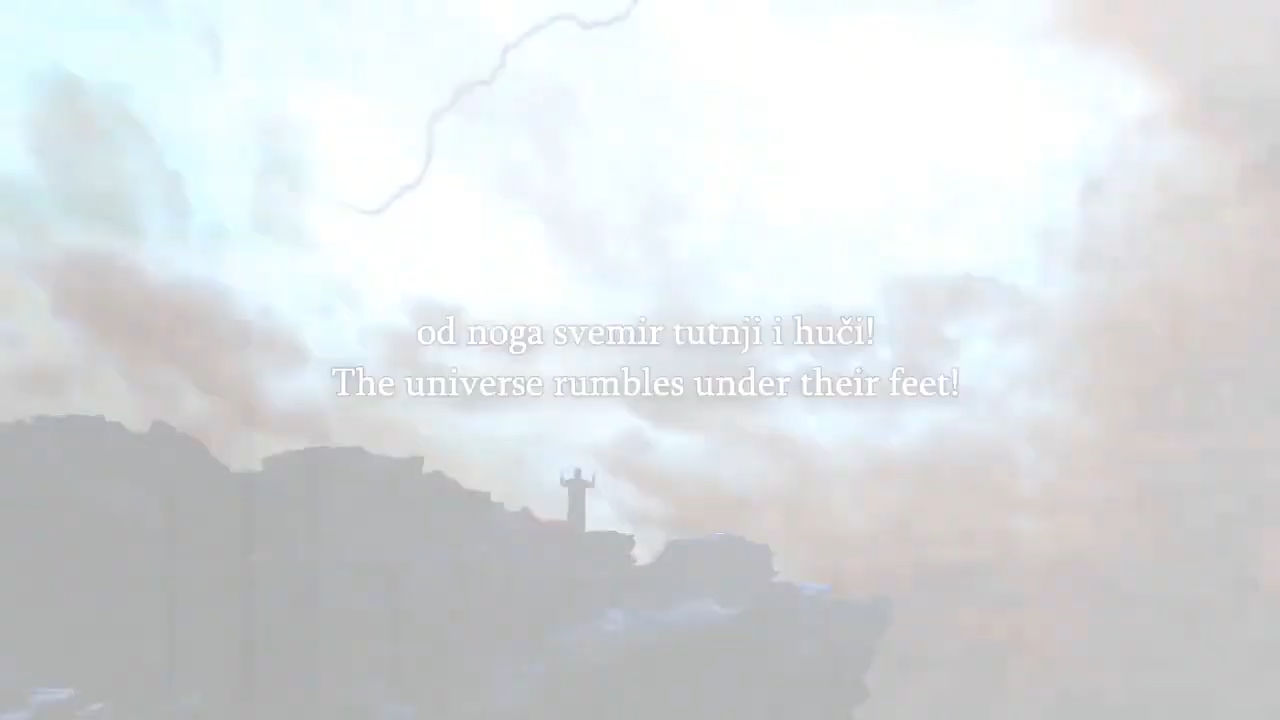 od noga svemir tutnji i huči!
The universe rumbles under their feet!